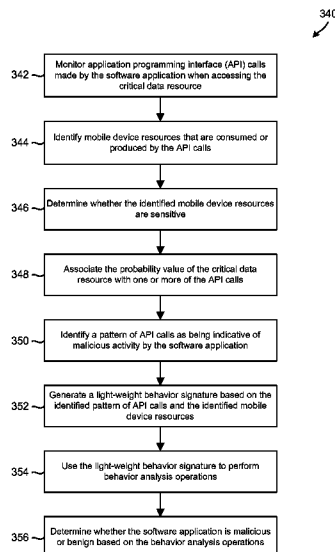 340
342
Monitor application programming interface (API) calls
made by the software application when accessing the
critical data resource
344
Identify mobile device resources that are consumed or
produced by the API calls
346
Determine whether the identified mobile device resources
are sensitive
348
Associate the probability value of the critical data
resource with one or more of the API calls
350
Identify a pattern of API calls as being indicative of
malicious activity by the software application
352
Generate a light-weight behavior signature based on the
identified pattern of API calls and the identified mobile
device resources
354
Use the light-weight behavior signature to perform
behavior analysis operations
356
Determine whether the software application is malicious
or benign based on the behavior analysis operations